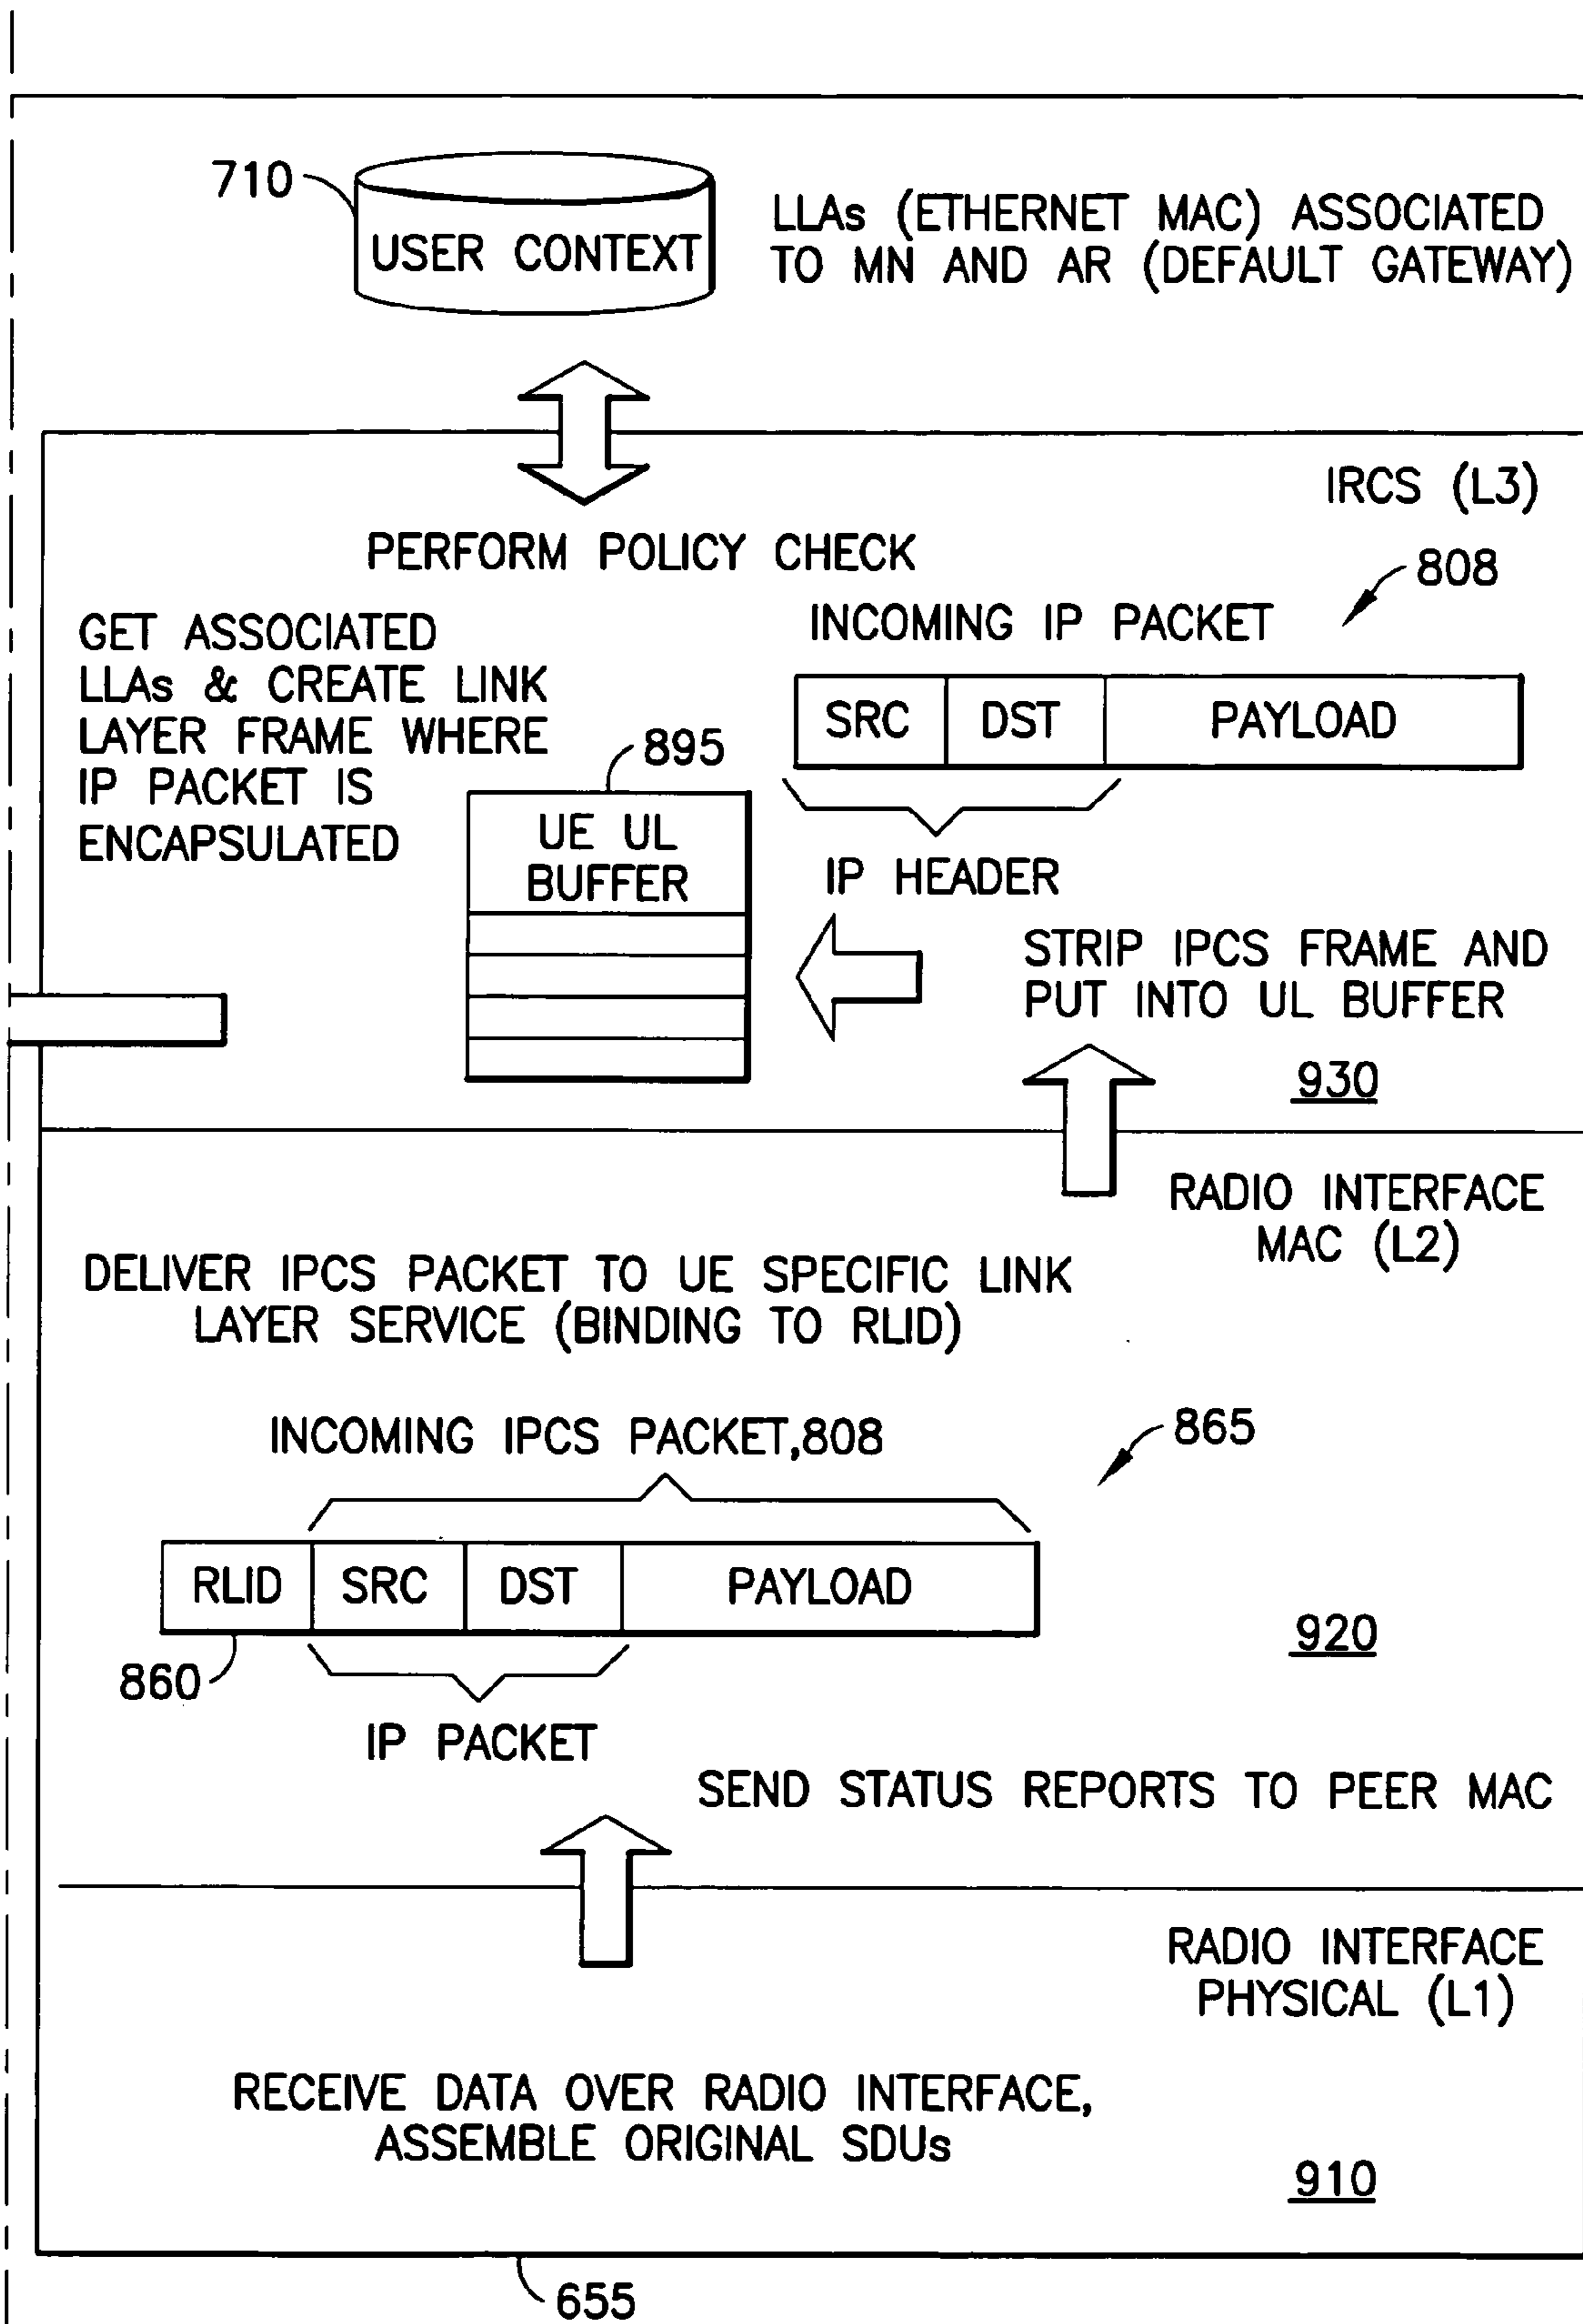 710
USER CONTEXT
LLAs (ETHERNET MAC) ASSOCIATED
TO MN AND AR (DEFAULT GATEWAY)
IRCS (L3)
PERFORM POLICY CHECK
808
GET ASSOCIATED
LLAs & CREATE LINK
LAYER FRAME WHERE
IP PACKET IS
ENCAPSULATED
INCOMING IP PACKET
SRC DST PAYLOAD
895
UE UL
BUFFER
IP HEADER
STRIP IPCS FRAME AND
PUT INTO UL BUFFER
930
RADIO INTERFACE
MAC (L2)
DELIVER IPCS PACKET TO UE SPECIFIC LINK
LAYER SERVICE (BINDING TO RLID)
INCOMING IPCS PACKET,808
865
RLID SRC DST PAYLOAD
920
860
IP PACKET
SEND STATUS REPORTS TO PEER MAC
RADIO INTERFACE
PHYSICAL (L1)
RECEIVE DATA OVER RADIO INTERFACE,
ASSEMBLE ORIGINAL SDUs
910
655